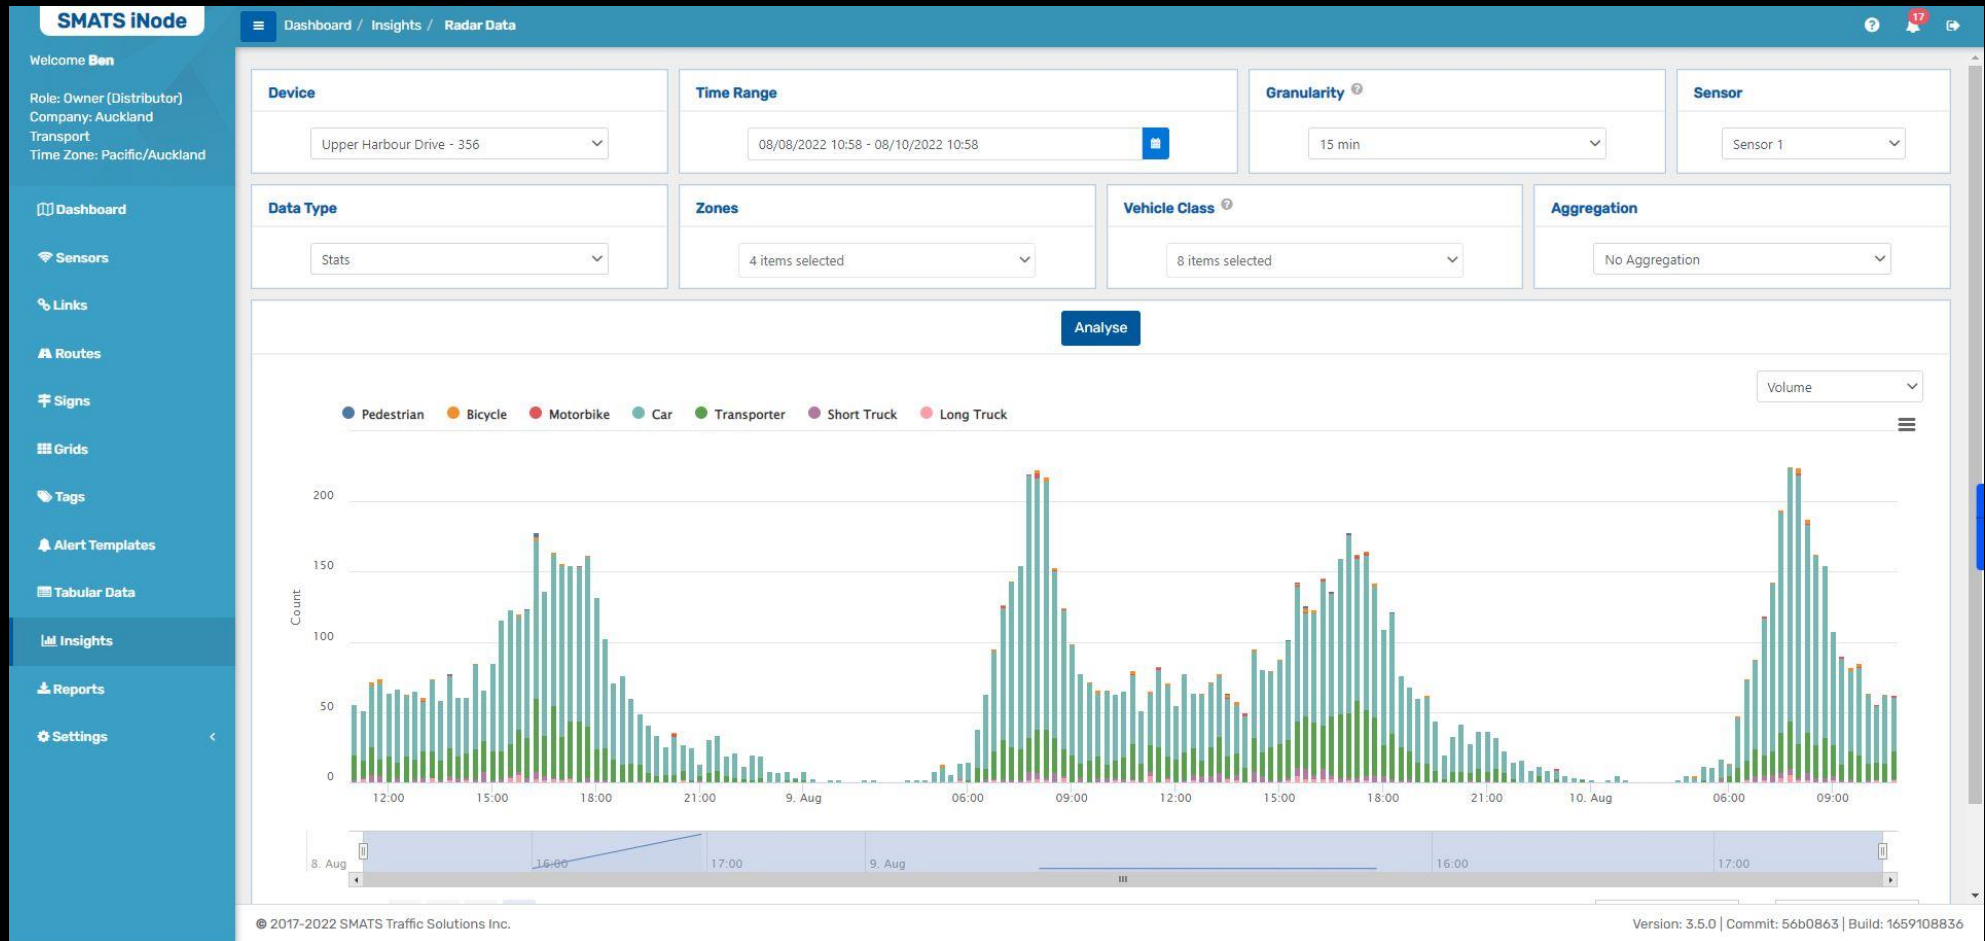 SMATS iNode
Dashboard / Insights / Radar Data
17
Welcome Ben
Role: Owner (Distributor)
Company: Auckland
Transport
Time Zone: Pacific/Auckland
Dashboard
Sensors
Links
Routes
Signs
Grids
Tags
Alert Templates
Tabular Data
Insights
Reports
Settings
Device
Upper Harbour Drive - 356
Time Range
08/08/2022 10:58 - 08/10/2022 10:58
Granularity
15 min
Sensor
Sensor 1
Data Type
Stats
Zones
4 items selected
Vehicle Class
8 items selected
Aggregation
No Aggregation
Analyse
Volume
Pedestrian Bicycle Motorbike Car Transporter Short Truck Long Truck
Count
200
150
100
50
0
12:00 15:00 18:00 21:00 9. Aug 06:00 09:00 12:00 15:00 18:00 21:00 10. Aug 06:00 09:00
8. Aug 16:00 17:00 9. Aug 16:00 17:00
© 2017-2022 SMATS Traffic Solutions Inc.
Version: 3.5.0 | Commit: 56b0863 | Build: 1659108836